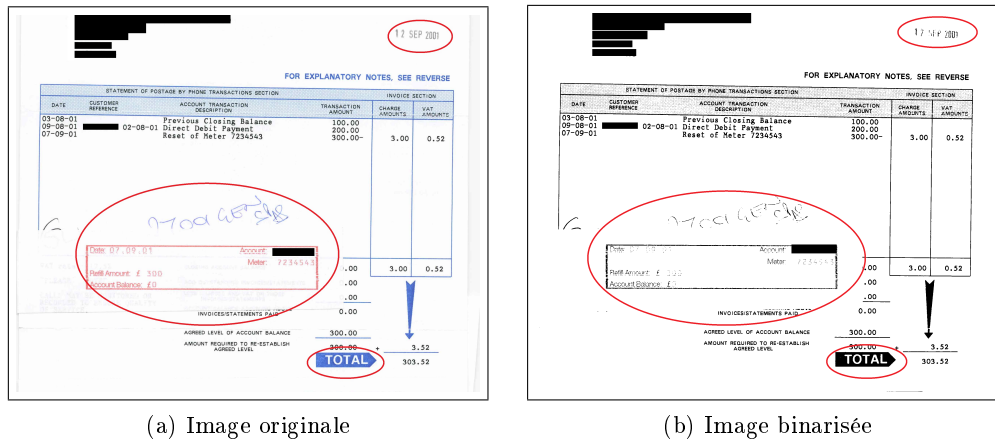 12 SEP 2001
FOR EXPLANATORY NOTES, SEE REVERSE
STATEMENT OF POSTAGE BY PHONE TRANSACTIONS SECTION INVOICE SECTION
DATE CUSTOMER REFERENCE ACCOUNT TRANSACTION DESCRIPTION TRANSACTION AMOUNT CHARGE AMOUNTS VAT AMOUNTS
03-08-01 Previous Closing Balance 100.00
09-08-01 02-08-01 Direct Debit Payment 200.00
07-09-01 Reset of Meter 7234543 300.00- 3.00 0.52
Date: 07.09.01 Account:
Meter: 7234543
.00 3.00 0.52
Refill Amount: £ 300
Account Balance: £0
.00
.00
INVOICES/STATEMENTS PAID 0.00
AGREED LEVEL OF ACCOUNT BALANCE 300.00
AMOUNT REQUIRED TO RE-ESTABLISH AGREED LEVEL 300.00 + 3.52
TOTAL 303.52
(a) Image originale
12 SEP 2001
FOR EXPLANATORY NOTES, SEE REVERSE
STATEMENT OF POSTAGE BY PHONE TRANSACTIONS SECTION INVOICE SECTION
DATE CUSTOMER REFERENCE ACCOUNT TRANSACTION DESCRIPTION TRANSACTION AMOUNT CHARGE AMOUNTS VAT AMOUNTS
03-08-01 Previous Closing Balance 100.00
09-08-01 02-08-01 Direct Debit Payment 200.00
07-09-01 Reset of Meter 7234543 300.00- 3.00 0.52
Date: Account:
Meter: 7234543
.00 3.00 0.52
Refill Amount: £
Account Balance: £0
.00
.00
INVOICES/STATEMENTS PAID 0.00
AGREED LEVEL OF ACCOUNT BALANCE 300.00
AMOUNT REQUIRED TO RE-ESTABLISH AGREED LEVEL 300.00 + 3.52
TOTAL 303.52
(b) Image binarisée